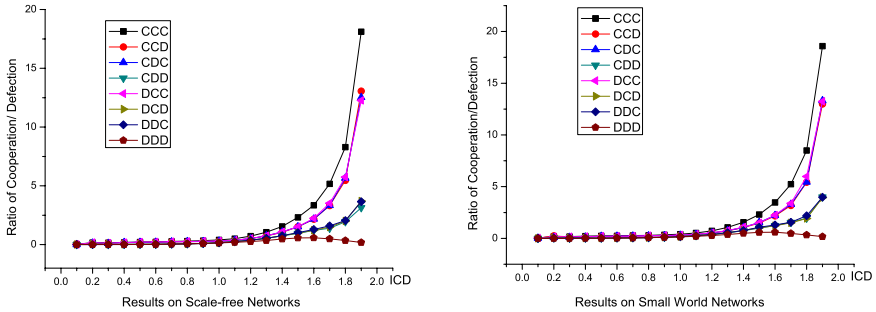 20
15
10
5
0
Ratio of Cooperation/ Defection
CCC
CCD
CDC
CDD
DCC
DCD
DDC
DDD
0.0 0.2 0.4 0.6 0.8 1.0 1.2 1.4 1.6 1.8 2.0 ICD
Results on Scale-free Networks
20
15
10
5
0
Ratio of Cooperation/Defection
CCC
CCD
CDC
CDD
DCC
DCD
DDC
DDD
0.0 0.2 0.4 0.6 0.8 1.0 1.2 1.4 1.6 1.8 2.0 ICD
Results on Small World Networks